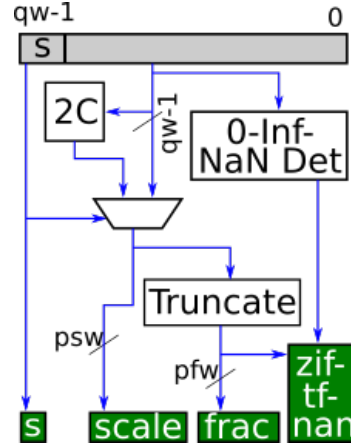 qw-1 0
s
2C
qw-1
0-Inf-
NaN Det
Truncate
psw
pfw
zif-
tf-
nan
s
scale
frac